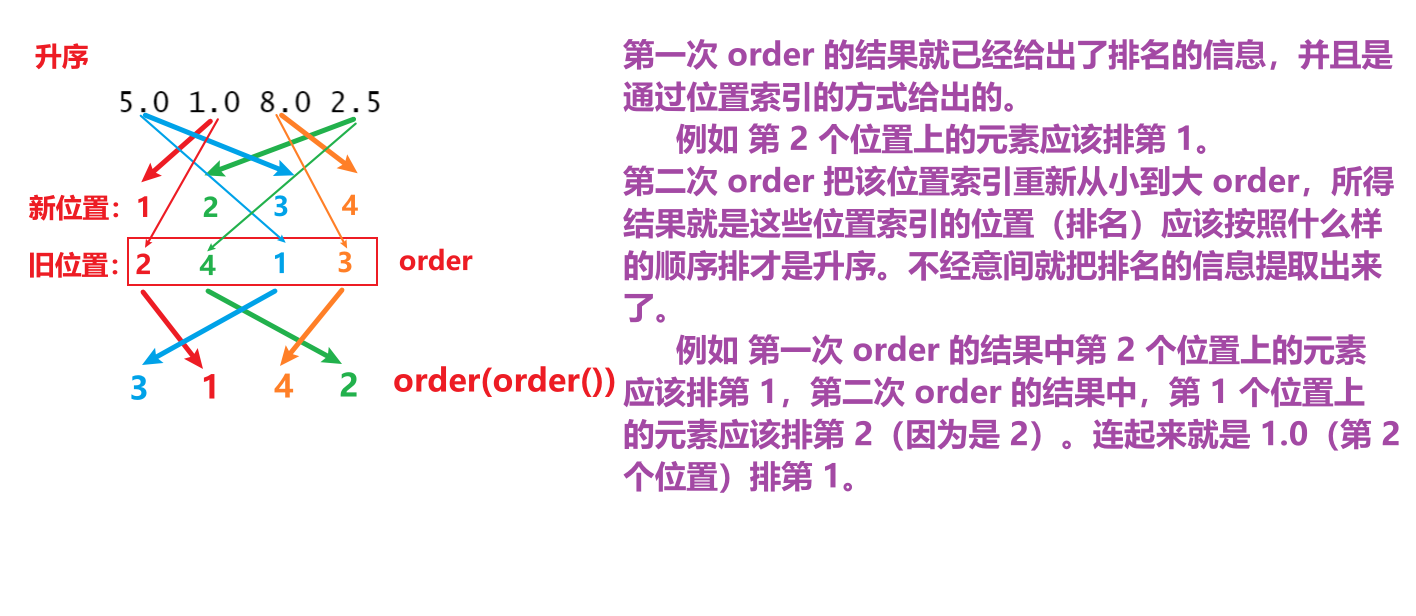 升序
5.0 1.0 8.0 2.5
新位置：1 2 3 4
旧位置：2 4 1 3 order
3 1 4 2 order(order())
第一次 order 的结果就已经给出了排名的信息，并且是
通过位置索引的方式给出的。
例如 第 2 个位置上的元素应该排第 1。
第二次 order 把该位置索引重新从小到大 order，所得
结果就是这些位置索引的位置（排名）应该按照什么样
的顺序排才是升序。不经意间就把排名的信息提取出来
了。
例如 第一次 order 的结果中第 2 个位置上的元素
应该排第 1，第二次 order 的结果中，第 1 个位置上
的元素应该排第 2（因为是 2）。连起来就是 1.0（第 2
个位置）排第 1。